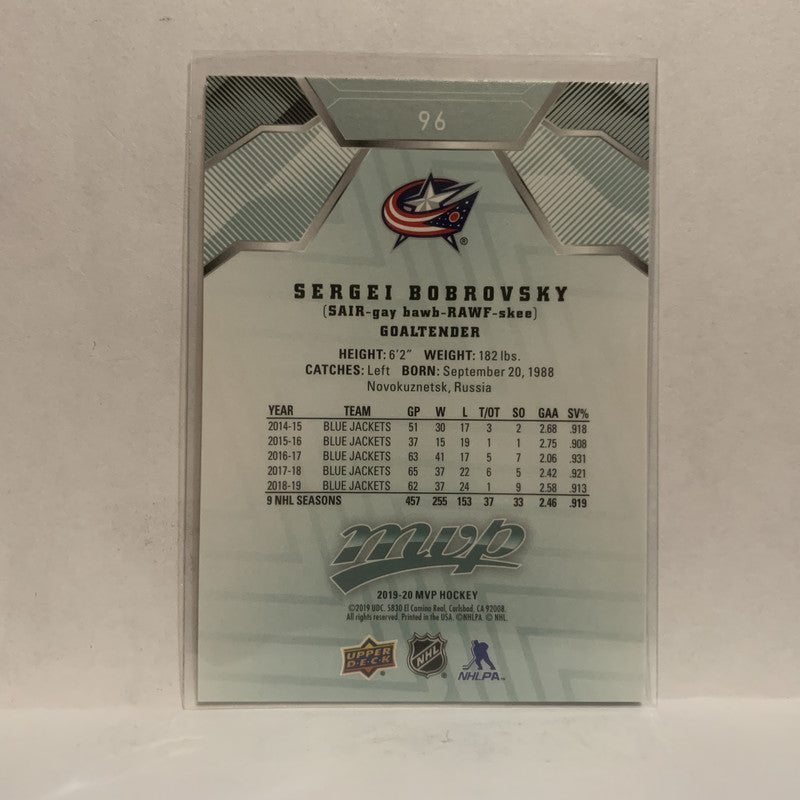 96
®
SERGEI BOBROVSKY
(SAIR-gay bawb-RAWF-skee)
GOALTENDER
HEIGHT: 6'2" WEIGHT: 182 lbs.
CATCHES: Left BORN: September 20, 1988
Novokuznetsk, Russia
YEAR TEAM GP W L T/OT SO GAA SV%
2014-15 BLUE JACKETS 51 30 17 3 2 2.68 .918
2015-16 BLUE JACKETS 37 15 19 1 1 2.75 .908
2016-17 BLUE JACKETS 63 41 17 5 7 2.06 .931
2017-18 BLUE JACKETS 65 37 22 6 5 2.42 .921
2018-19 BLUE JACKETS 62 37 24 1 9 2.58 .913
9 NHL SEASONS 457 255 153 37 33 2.46 .919
mvp
2019-20 MVP HOCKEY
©2019 UDC. 5830 El Camino Real, Carlsbad, CA 92008.
All rights reserved. Printed in the USA. ©NHLPA. © NHL.
UPPER DECK® NHL® NHLPA™